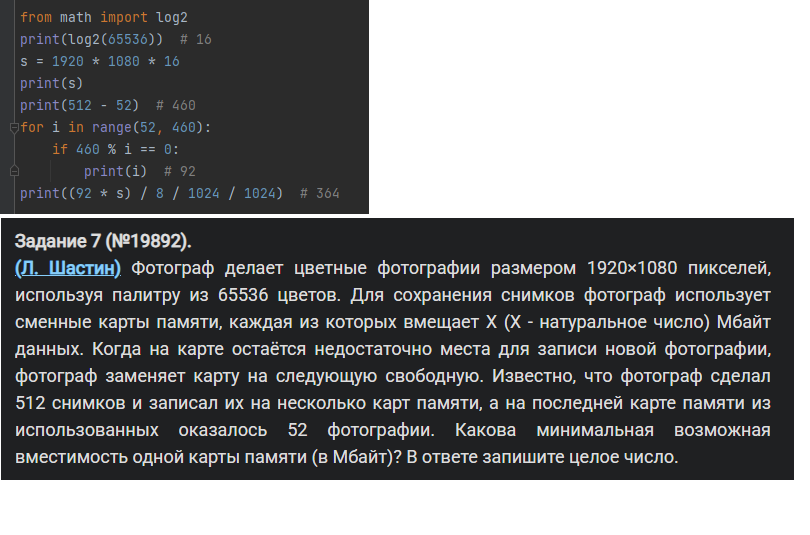 from math import log2
print(log2(65536))  # 16
s = 1920 * 1080 * 16
print(s)
print(512 - 52)  # 460
for i in range(52, 460):
    if 460 % i == 0:
        print(i)  # 92
print((92 * s) / 8 / 1024 / 1024)  # 364
Задание 7 (№19892).
(Л. Шастин) Фотограф делает цветные фотографии размером 1920×1080 пикселей,
используя палитру из 65536 цветов. Для сохранения снимков фотограф использует
сменные карты памяти, каждая из которых вмещает X (X - натуральное число) Мбайт
данных. Когда на карте остаётся недостаточно места для записи новой фотографии,
фотограф заменяет карту на следующую свободную. Известно, что фотограф сделал
512 снимков и записал их на несколько карт памяти, а на последней карте памяти из
использованных оказалось 52 фотографии. Какова минимальная возможная
вместимость одной карты памяти (в Мбайт)? В ответе запишите целое число.